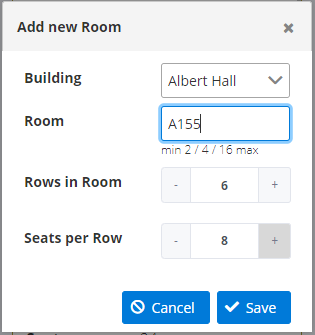 Add new Room ×
Building Albert Hall
Room A155
min 2 / 4 / 16 max
Rows in Room - 6 +
Seats per Row - 8 +
Cancel Save